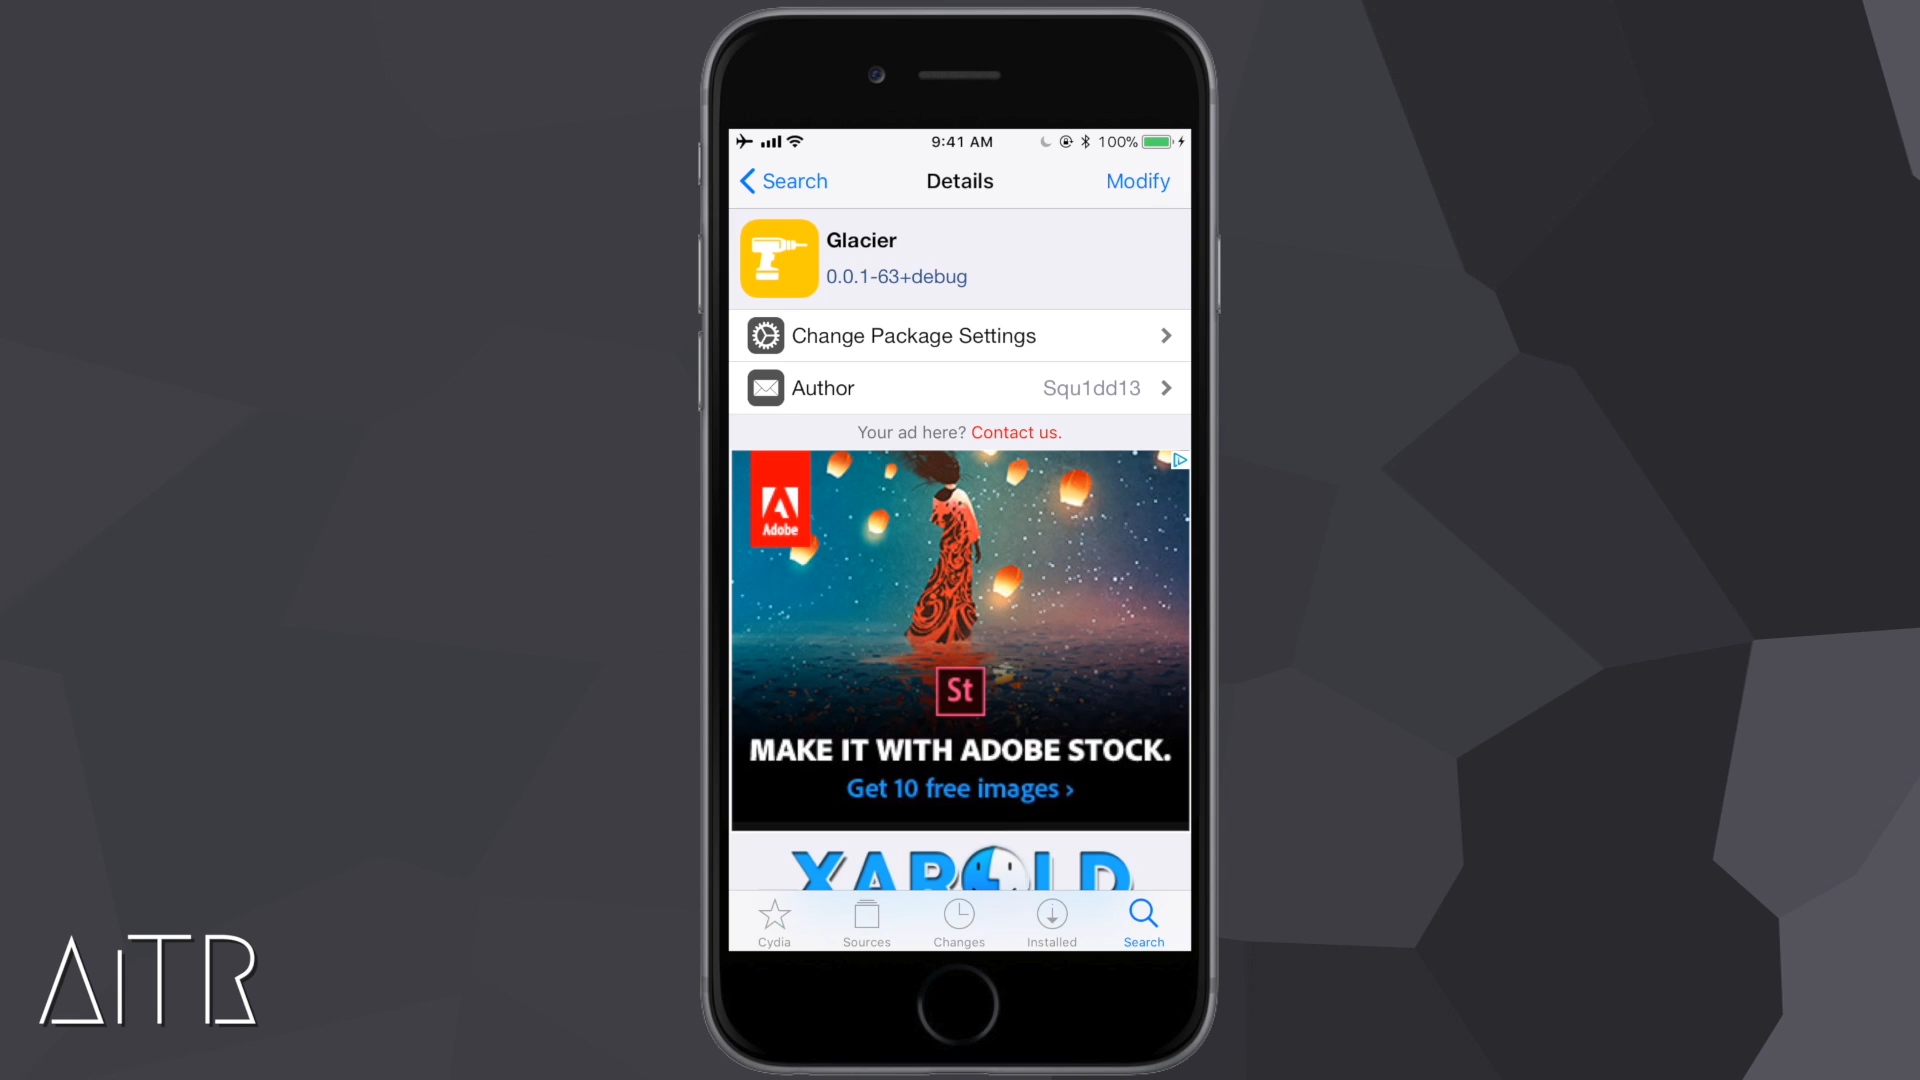 9:41 AM
100%
Search
Details
Modify
Glacier
0.0.1-63+debug
Change Package Settings
Author
Squ1dd13
Your ad here? Contact us.
Adobe
St
MAKE IT WITH ADOBE STOCK.
Get 10 free images ›
XAROLD
Cydia
Sources
Changes
Installed
Search
AiTR